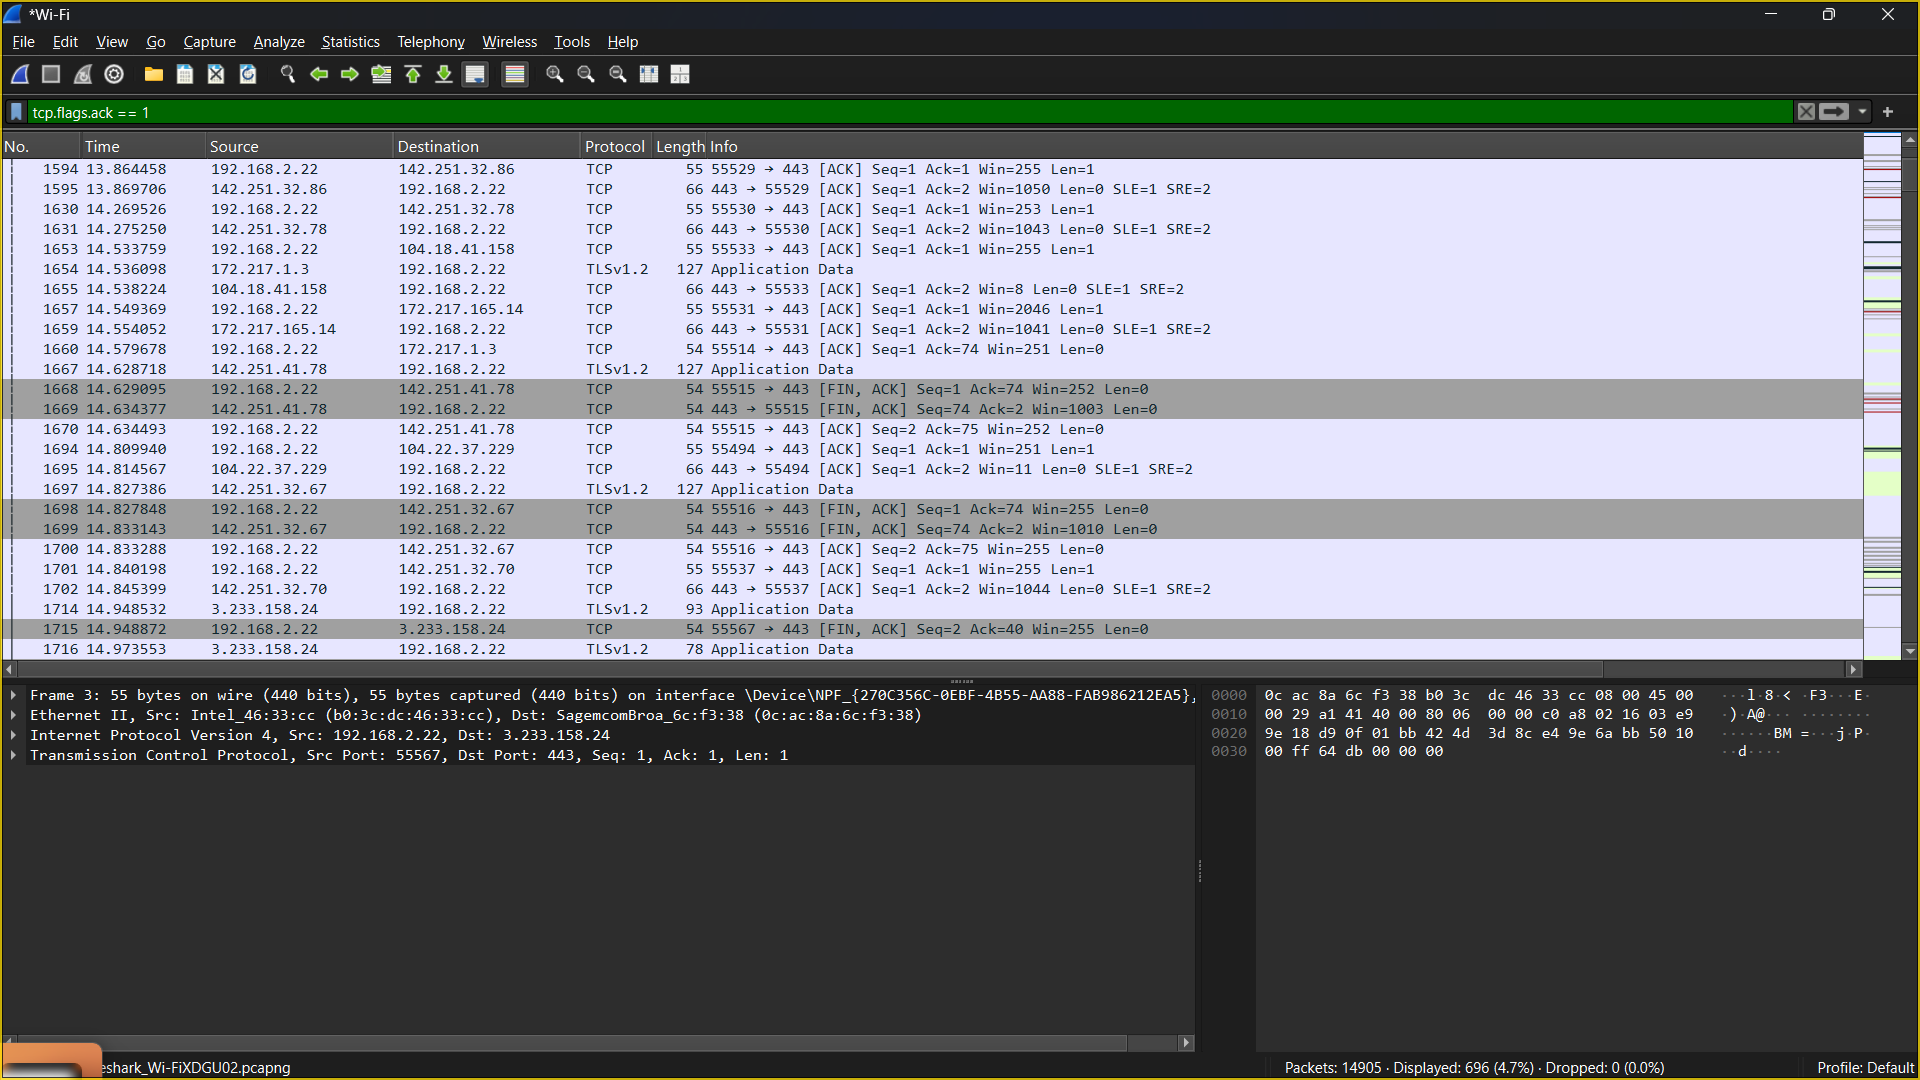 *Wi-Fi
File Edit View Go Capture Analyze Statistics Telephony Wireless Tools Help
tcp.flags.ack == 1
No. Time Source Destination Protocol Length Info
1594 13.864458 192.168.2.22 142.251.32.86 TCP 55 55529 → 443 [ACK] Seq=1 Ack=1 Win=255 Len=1
1595 13.869706 142.251.32.86 192.168.2.22 TCP 66 443 → 55529 [ACK] Seq=1 Ack=2 Win=1050 Len=0 SLE=1 SRE=2
1630 14.269526 192.168.2.22 142.251.32.78 TCP 55 55530 → 443 [ACK] Seq=1 Ack=1 Win=253 Len=1
1631 14.275250 142.251.32.78 192.168.2.22 TCP 66 443 → 55530 [ACK] Seq=1 Ack=2 Win=1043 Len=0 SLE=1 SRE=2
1653 14.533759 192.168.2.22 104.18.41.158 TCP 55 55533 → 443 [ACK] Seq=1 Ack=1 Win=255 Len=1
1654 14.536098 172.217.1.3 192.168.2.22 TLSv1.2 127 Application Data
1655 14.538224 104.18.41.158 192.168.2.22 TCP 66 443 → 55533 [ACK] Seq=1 Ack=2 Win=8 Len=0 SLE=1 SRE=2
1657 14.549369 192.168.2.22 172.217.165.14 TCP 55 55531 → 443 [ACK] Seq=1 Ack=1 Win=2046 Len=1
1659 14.554052 172.217.165.14 192.168.2.22 TCP 66 443 → 55531 [ACK] Seq=1 Ack=2 Win=1041 Len=0 SLE=1 SRE=2
1660 14.579678 192.168.2.22 172.217.1.3 TCP 54 55514 → 443 [ACK] Seq=1 Ack=74 Win=251 Len=0
1667 14.628718 142.251.41.78 192.168.2.22 TLSv1.2 127 Application Data
1668 14.629095 192.168.2.22 142.251.41.78 TCP 54 55515 → 443 [FIN, ACK] Seq=1 Ack=74 Win=252 Len=0
1669 14.634377 142.251.41.78 192.168.2.22 TCP 54 443 → 55515 [FIN, ACK] Seq=74 Ack=2 Win=1003 Len=0
1670 14.634493 192.168.2.22 142.251.41.78 TCP 54 55515 → 443 [ACK] Seq=2 Ack=75 Win=252 Len=0
1694 14.809940 192.168.2.22 104.22.37.229 TCP 55 55494 → 443 [ACK] Seq=1 Ack=1 Win=251 Len=1
1695 14.814567 104.22.37.229 192.168.2.22 TCP 66 443 → 55494 [ACK] Seq=1 Ack=2 Win=11 Len=0 SLE=1 SRE=2
1697 14.827386 142.251.32.67 192.168.2.22 TLSv1.2 127 Application Data
1698 14.827848 192.168.2.22 142.251.32.67 TCP 54 55516 → 443 [FIN, ACK] Seq=1 Ack=74 Win=255 Len=0
1699 14.833143 142.251.32.67 192.168.2.22 TCP 54 443 → 55516 [FIN, ACK] Seq=74 Ack=2 Win=1010 Len=0
1700 14.833288 192.168.2.22 142.251.32.67 TCP 54 55516 → 443 [ACK] Seq=2 Ack=75 Win=255 Len=0
1701 14.840198 192.168.2.22 142.251.32.70 TCP 55 55537 → 443 [ACK] Seq=1 Ack=1 Win=255 Len=1
1702 14.845399 142.251.32.70 192.168.2.22 TCP 66 443 → 55537 [ACK] Seq=1 Ack=2 Win=1044 Len=0 SLE=1 SRE=2
1714 14.948532 3.233.158.24 192.168.2.22 TLSv1.2 93 Application Data
1715 14.948872 192.168.2.22 3.233.158.24 TCP 54 55567 → 443 [FIN, ACK] Seq=2 Ack=40 Win=255 Len=0
1716 14.973553 3.233.158.24 192.168.2.22 TLSv1.2 78 Application Data
Frame 3: 55 bytes on wire (440 bits), 55 bytes captured (440 bits) on interface \Device\NPF_{270C356C-0EBF-4B55-AA88-FAB986212EA5},
Ethernet II, Src: Intel_46:33:cc (b0:3c:dc:46:33:cc), Dst: SagemcomBroa_6c:f3:38 (0c:ac:8a:6c:f3:38)
Internet Protocol Version 4, Src: 192.168.2.22, Dst: 3.233.158.24
Transmission Control Protocol, Src Port: 55567, Dst Port: 443, Seq: 1, Ack: 1, Len: 1
0000 0c ac 8a 6c f3 38 b0 3c dc 46 33 cc 08 00 45 00 ···l·8·< ·F3···E·
0010 00 29 a1 41 40 00 80 06 00 00 c0 a8 02 16 03 e9 ·)·A@··· ········
0020 9e 18 d9 0f 01 bb 42 4d 3d 8c e4 9e 6a bb 50 10 ······BM =···j·P·
0030 00 ff 64 db 00 00 00 ··d····
eshark_Wi-FiXDGU02.pcapng
Packets: 14905 · Displayed: 696 (4.7%) · Dropped: 0 (0.0%)
Profile: Default